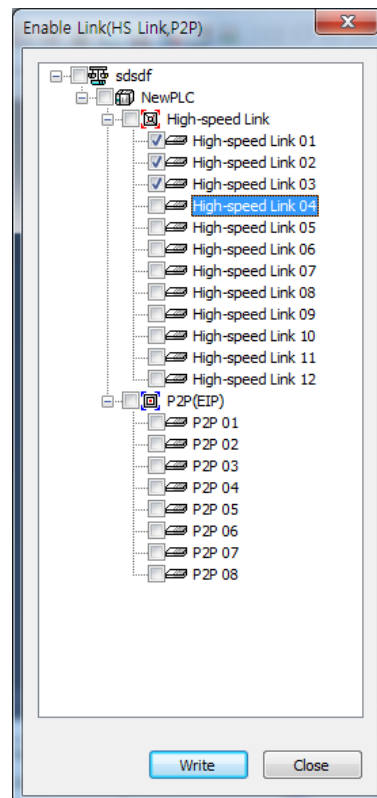 Enable Link(HS Link,P2P)
sdsdf
NewPLC
High-speed Link
High-speed Link 01
High-speed Link 02
High-speed Link 03
High-speed Link 04
High-speed Link 05
High-speed Link 06
High-speed Link 07
High-speed Link 08
High-speed Link 09
High-speed Link 10
High-speed Link 11
High-speed Link 12
P2P(EIP)
P2P 01
P2P 02
P2P 03
P2P 04
P2P 05
P2P 06
P2P 07
P2P 08
Write Close